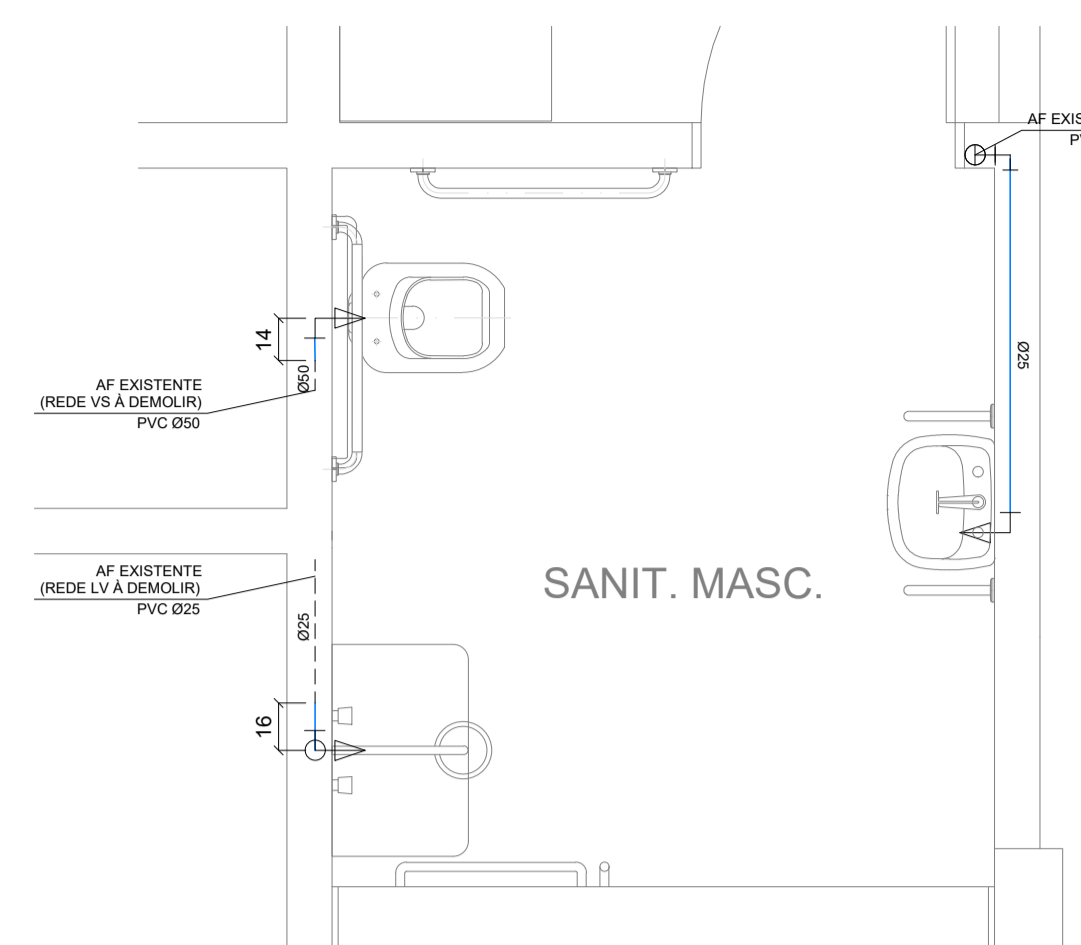 AF EXIS
PV
14
Ø50
AF EXISTENTE
(REDE VS À DEMOLIR)
PVC Ø50
Ø25
AF EXISTENTE
(REDE LV À DEMOLIR)
PVC Ø25
SANIT. MASC.
Ø25
16